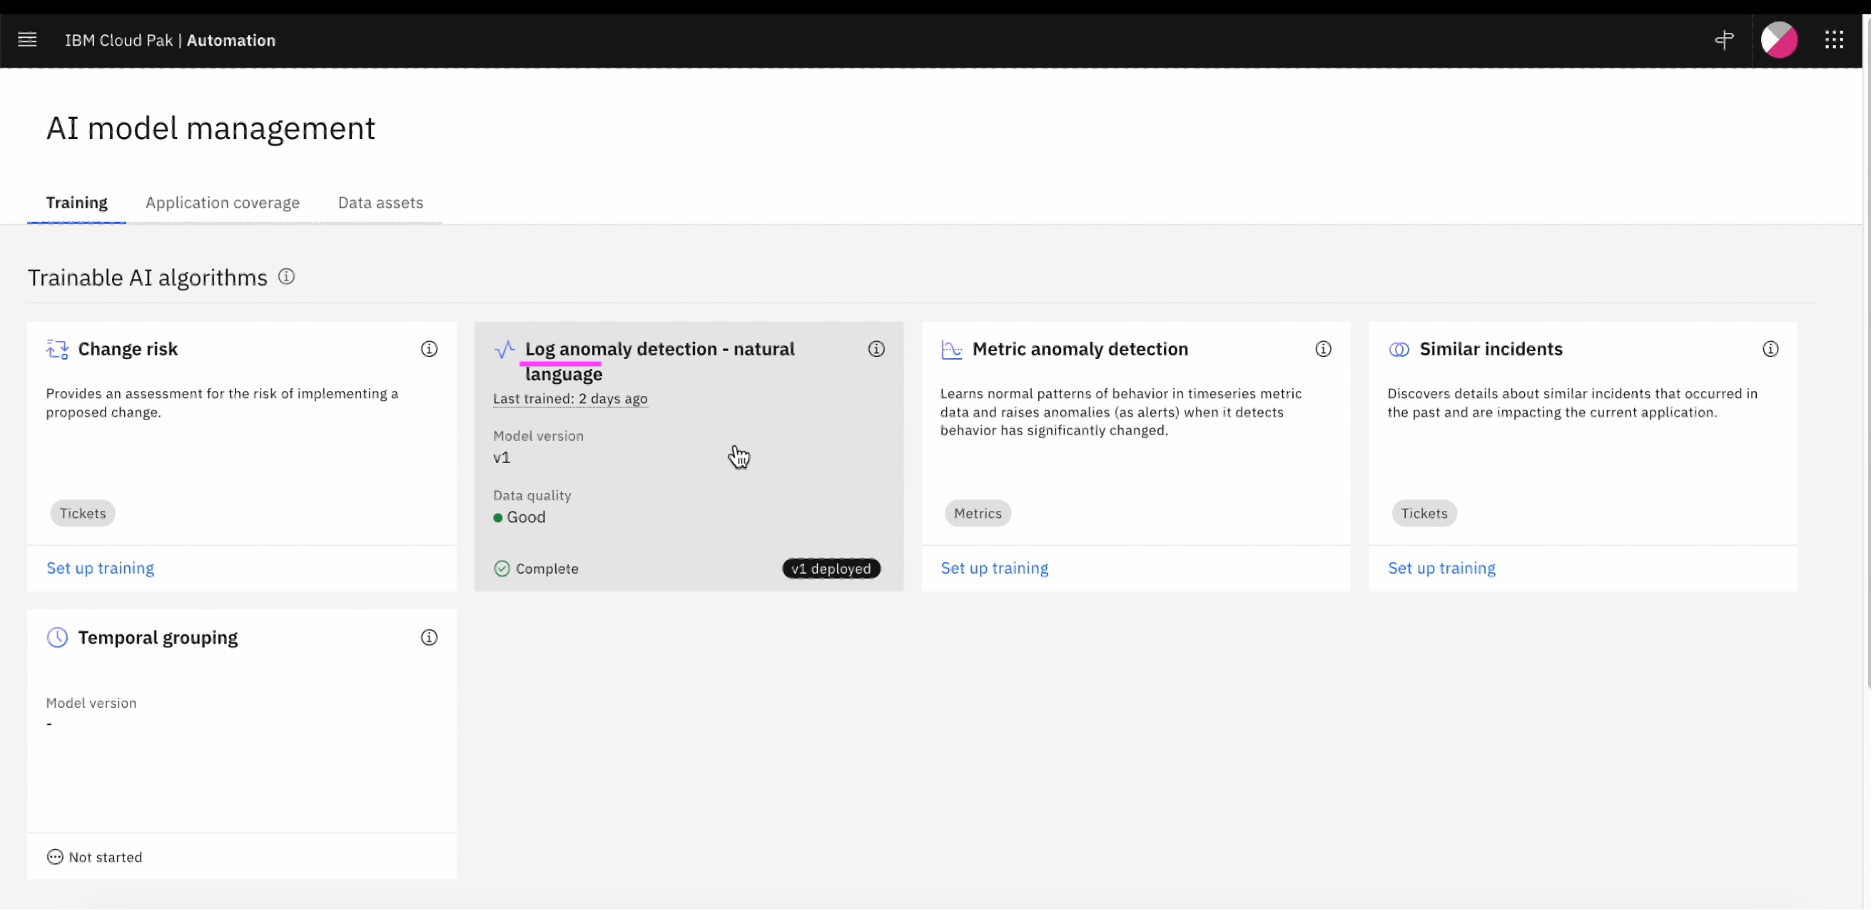 IBM Cloud Pak | Automation
AI model management
Training
Application coverage
Data assets
Trainable AI algorithms
Change risk
Provides an assessment for the risk of implementing a
proposed change.
Tickets
Set up training
Log anomaly detection - natural
language
Last trained: 2 days ago
Model version
v1
Data quality
Good
Complete
v1 deployed
Metric anomaly detection
Learns normal patterns of behavior in timeseries metric
data and raises anomalies (as alerts) when it detects
behavior has significantly changed.
Metrics
Set up training
Similar incidents
Discovers details about similar incidents that occurred in
the past and are impacting the current application.
Tickets
Set up training
Temporal grouping
Model version
-
Not started